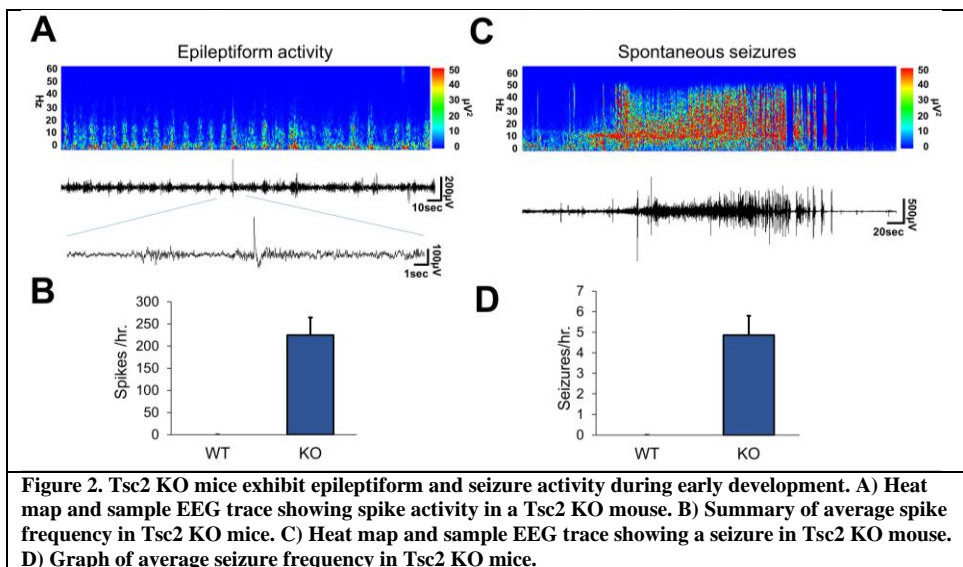 A
Epileptiform activity
60
50
40
30
20
10
0
Hz
50
40
30
20
10
0
µV²
200µV
10sec
100µV
1sec
C
Spontaneous seizures
60
50
40
30
20
10
0
Hz
50
40
30
20
10
0
µV²
500µV
20sec
B
300
250
200
150
100
50
0
Spikes /hr.
WT KO
D
7
6
5
4
3
2
1
0
Seizures/hr.
WT KO
Figure 2. Tsc2 KO mice exhibit epileptiform and seizure activity during early development. A) Heat
map and sample EEG trace showing spike activity in a Tsc2 KO mouse. B) Summary of average spike
frequency in Tsc2 KO mice. C) Heat map and sample EEG trace showing a seizure in Tsc2 KO mouse.
D) Graph of average seizure frequency in Tsc2 KO mice.